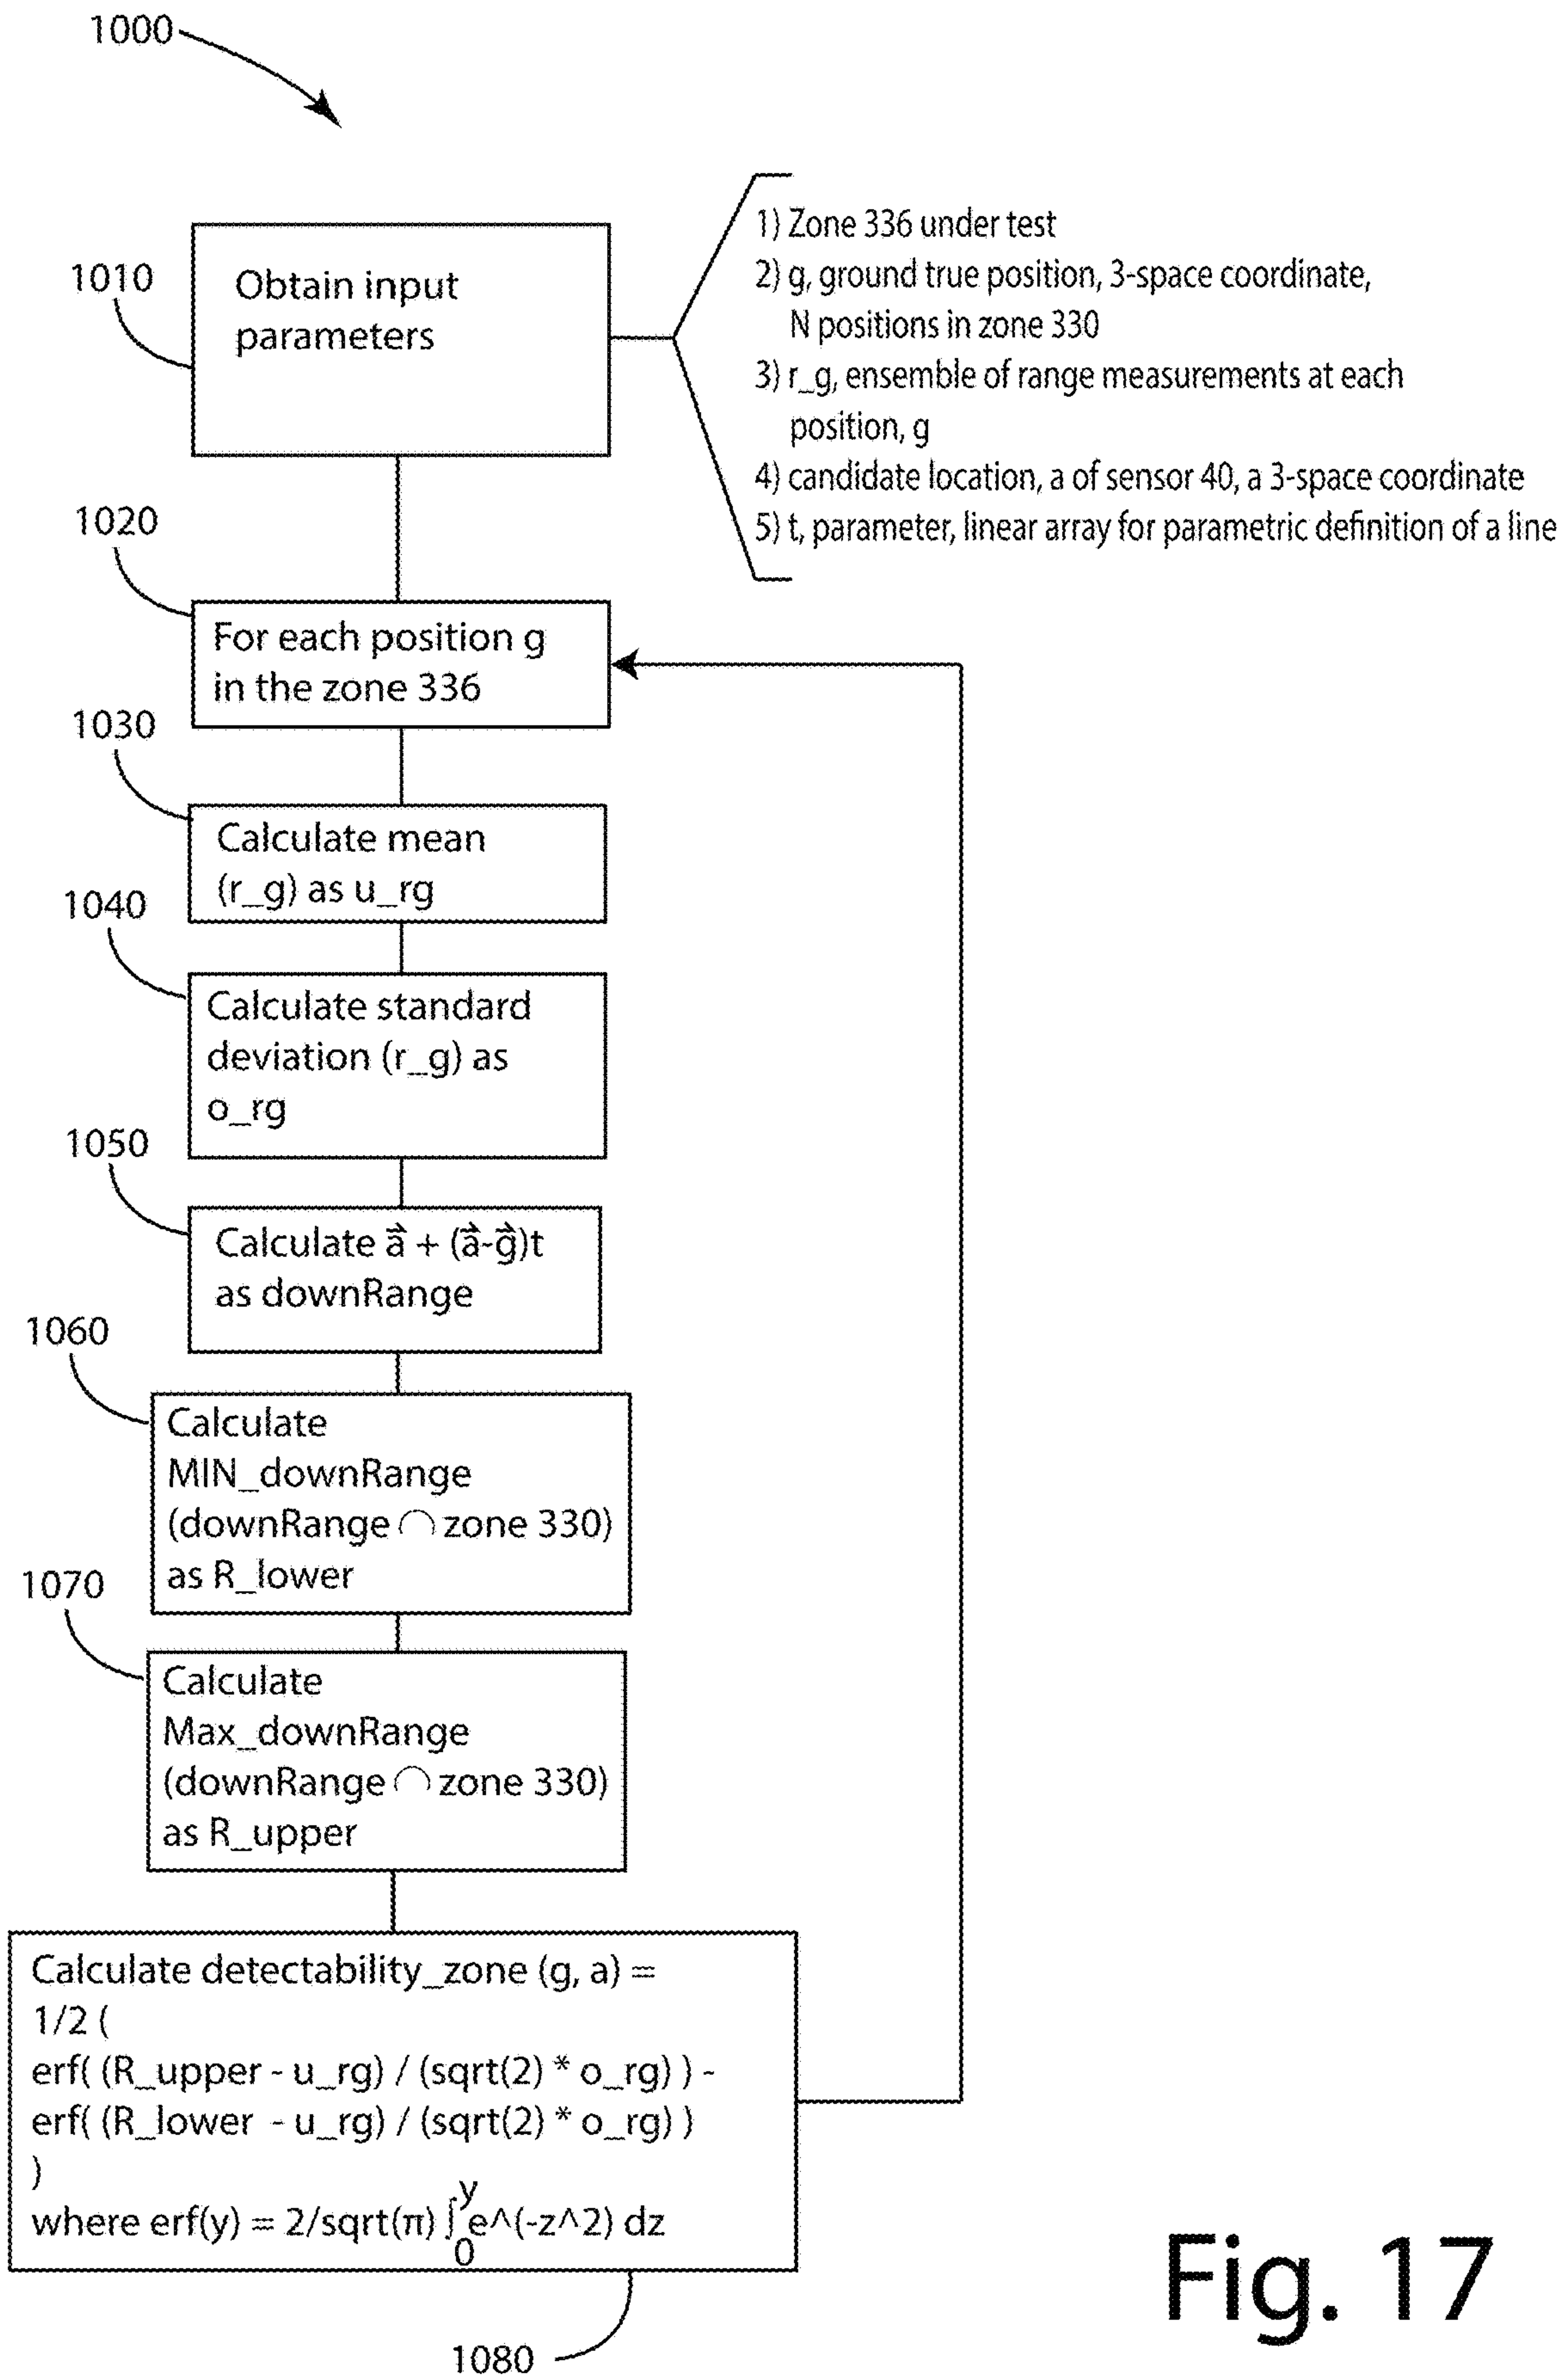 1000
1010
Obtain input
parameters
1) Zone 336 under test
2) g, ground true position, 3-space coordinate,
N positions in zone 330
3) r_g, ensemble of range measurements at each
position, g
4) candidate location, a of sensor 40, a 3-space coordinate
5) t, parameter, linear array for parametric definition of a line
1020
For each position g
in the zone 336
1030
Calculate mean
(r_g) as u_rg
1040
Calculate standard
deviation (r_g) as
o_rg
1050
Calculate a⃗ + (a⃗-g⃗)t
as downRange
1060
Calculate
MIN_downRange
(downRange ∩ zone 330)
as R_lower
1070
Calculate
Max_downRange
(downRange ∩ zone 330)
as R_upper
Calculate detectability_zone (g, a) =
1/2 (
erf( (R_upper - u_rg) / (sqrt(2) * o_rg) ) -
erf( (R_lower - u_rg) / (sqrt(2) * o_rg) )
)
where erf(y) = 2/sqrt(π) ∫₀^y e^(-z^2) dz
1080
Fig. 17